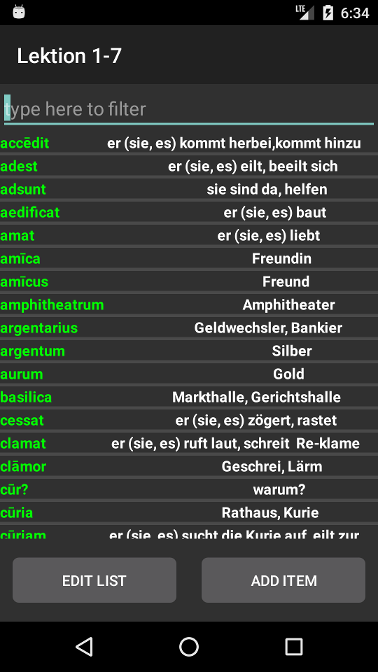 LTE 6:34
Lektion 1-7
type here to filter
accēdit er (sie, es) kommt herbei,kommt hinzu
adest er (sie, es) eilt, beeilt sich
adsunt sie sind da, helfen
aedificat er (sie, es) baut
amat er (sie, es) liebt
amīca Freundin
amīcus Freund
amphitheatrum Amphitheater
argentarius Geldwechsler, Bankier
argentum Silber
aurum Gold
basilica Markthalle, Gerichtshalle
cessat er (sie, es) zögert, rastet
clamat er (sie, es) ruft laut, schreit Re-klame
clāmor Geschrei, Lärm
cūr? warum?
cūria Rathaus, Kurie
cūriam er (sie, es) sucht die Kurie auf, eilt zur
EDIT LIST ADD ITEM